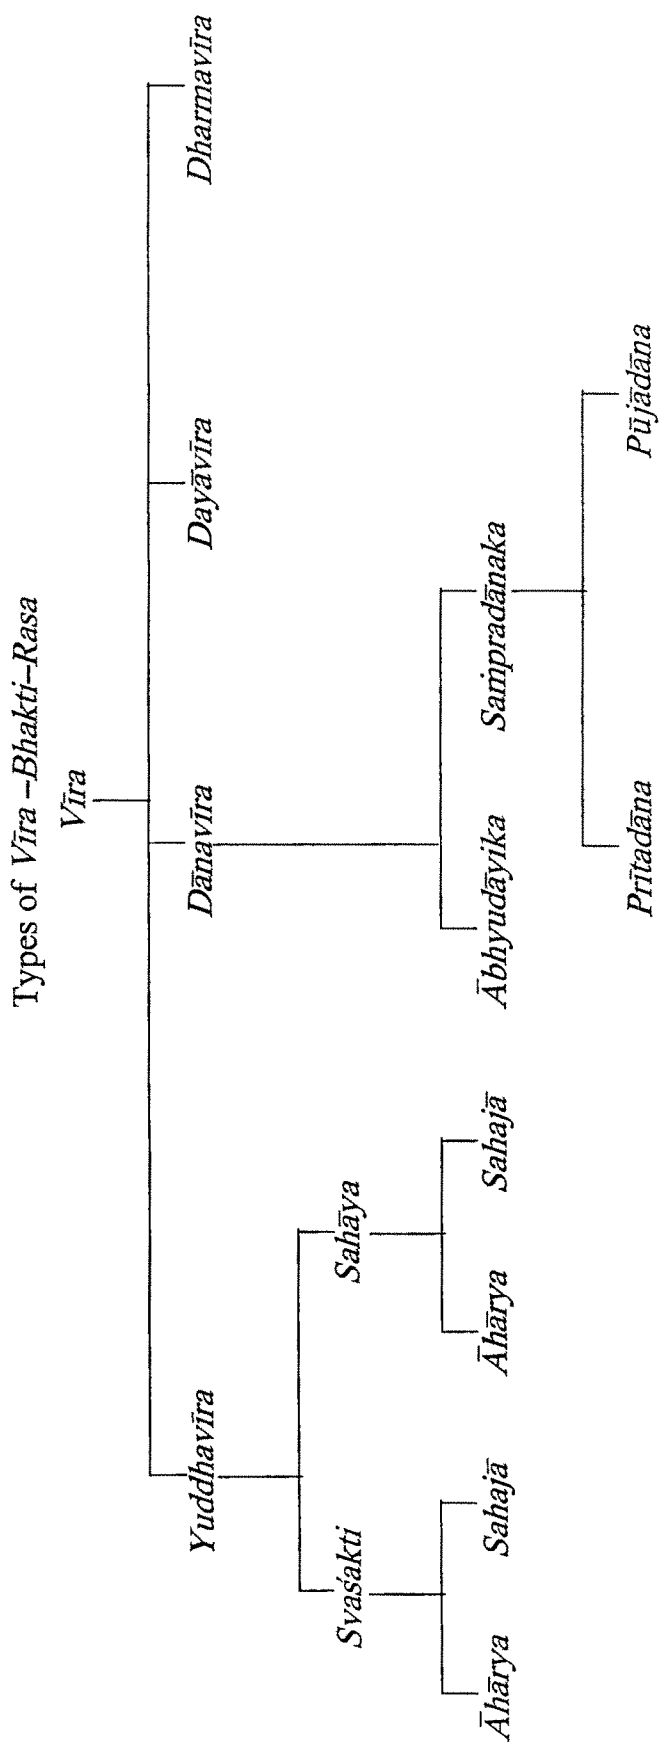 Types of Vīra –Bhakti–Rasa
Vīra
Yuddhavīra Dānavīra Dayāvīra Dharmavīra
Svaśakti Sahāya
Āhārya Sahajā Āhārya Sahajā Ābhyudāyika Saṁpradānaka
Prītadāna Pūjādāna